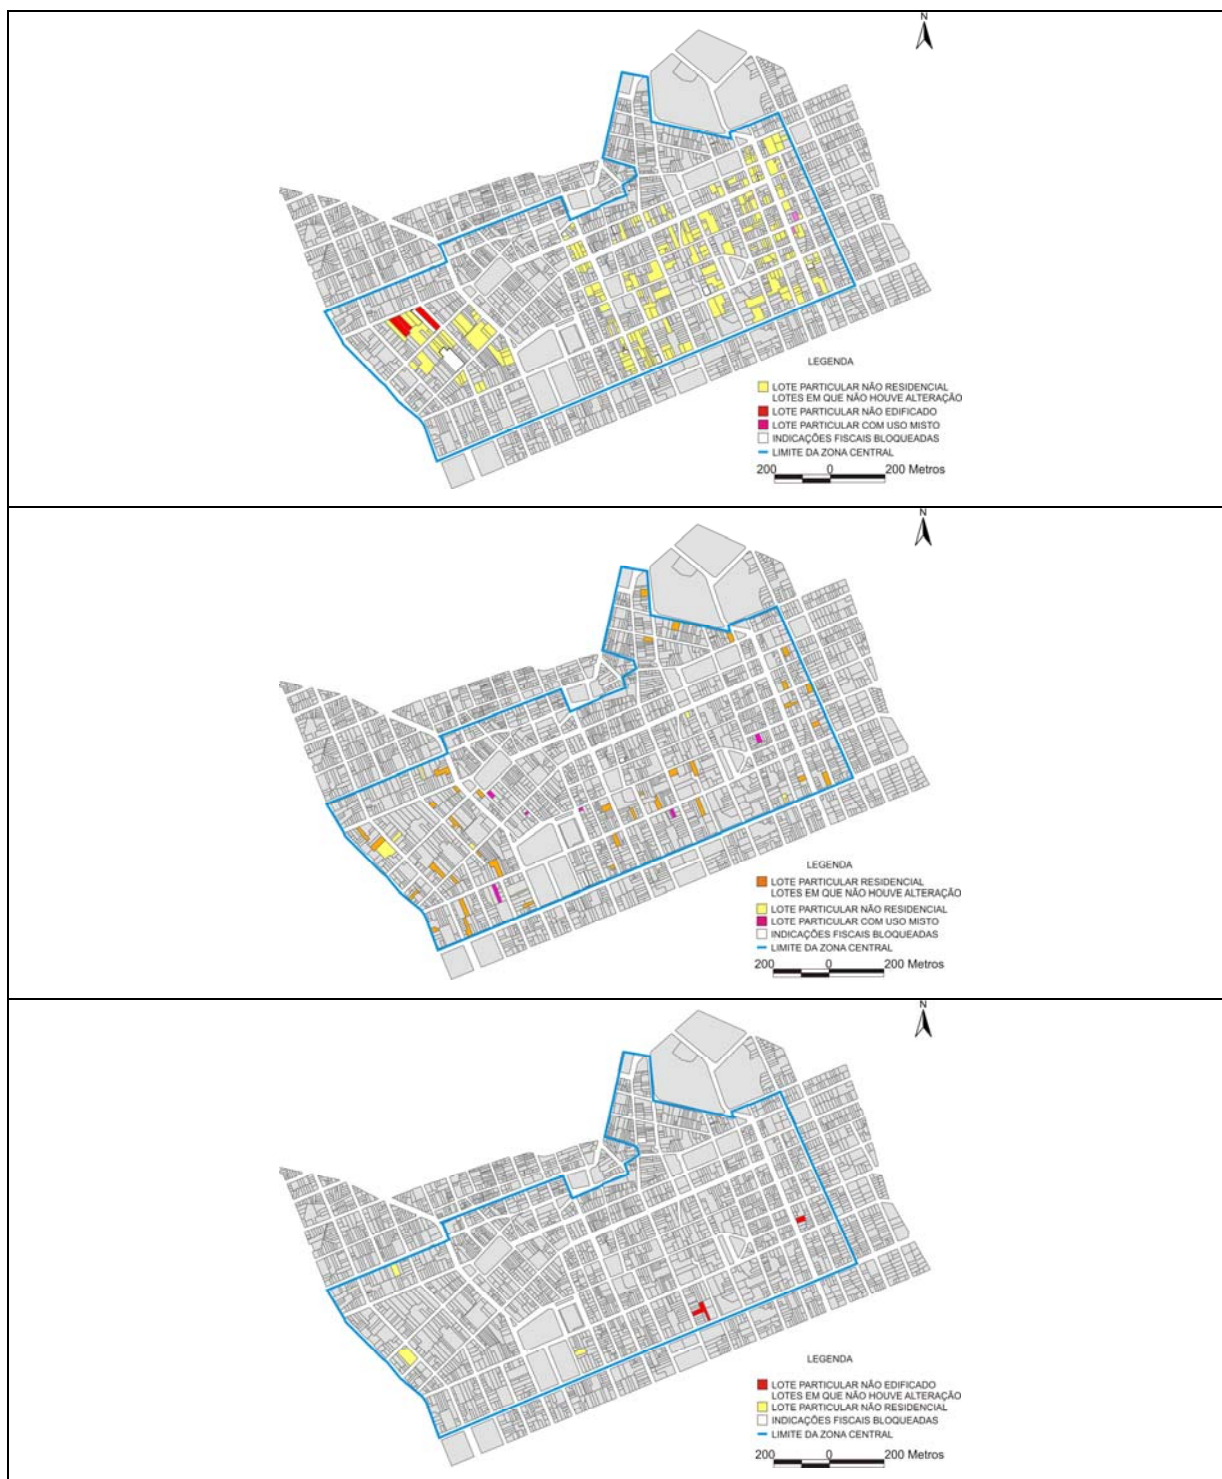 N
LEGENDA
LOTE PARTICULAR NÃO RESIDENCIAL
LOTES EM QUE NÃO HOUVE ALTERAÇÃO
LOTE PARTICULAR NÃO EDIFICADO
LOTE PARTICULAR COM USO MISTO
INDICAÇÕES FISCAIS BLOQUEADAS
LIMITE DA ZONA CENTRAL
200 0 200 Metros
N
LEGENDA
LOTE PARTICULAR RESIDENCIAL
LOTES EM QUE NÃO HOUVE ALTERAÇÃO
LOTE PARTICULAR NÃO RESIDENCIAL
LOTE PARTICULAR COM USO MISTO
INDICAÇÕES FISCAIS BLOQUEADAS
LIMITE DA ZONA CENTRAL
200 0 200 Metros
N
LEGENDA
LOTE PARTICULAR NÃO EDIFICADO
LOTES EM QUE NÃO HOUVE ALTERAÇÃO
LOTE PARTICULAR NÃO RESIDENCIAL
INDICAÇÕES FISCAIS BLOQUEADAS
LIMITE DA ZONA CENTRAL
200 0 200 Metros